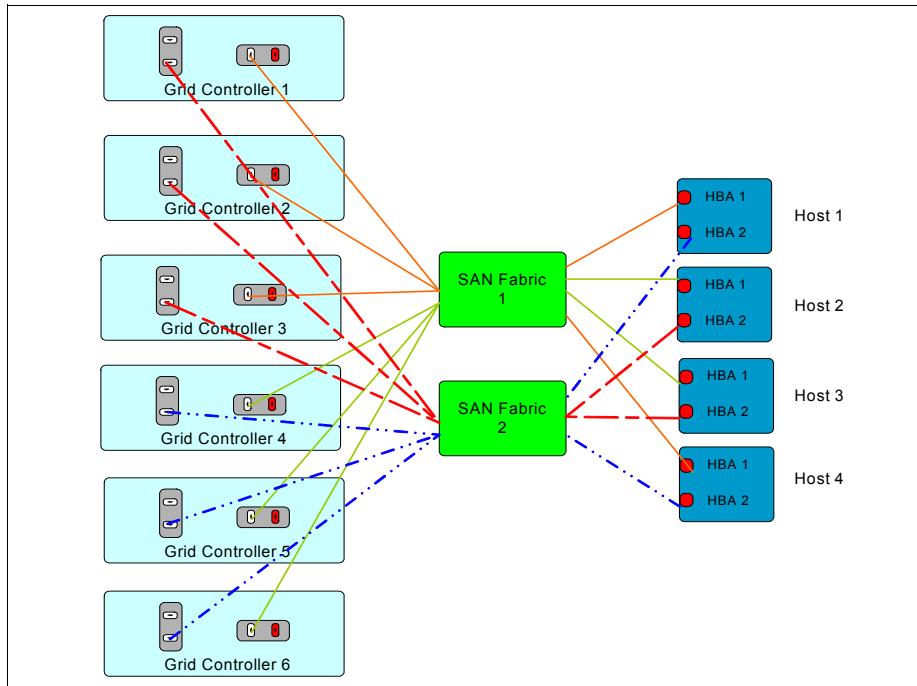 Grid Controller 1
Grid Controller 2
Grid Controller 3
Grid Controller 4
Grid Controller 5
Grid Controller 6
SAN Fabric
1
SAN Fabric
2
HBA 1
HBA 2
Host 1
HBA 1
HBA 2
Host 2
HBA 1
HBA 2
Host 3
HBA 1
HBA 2
Host 4